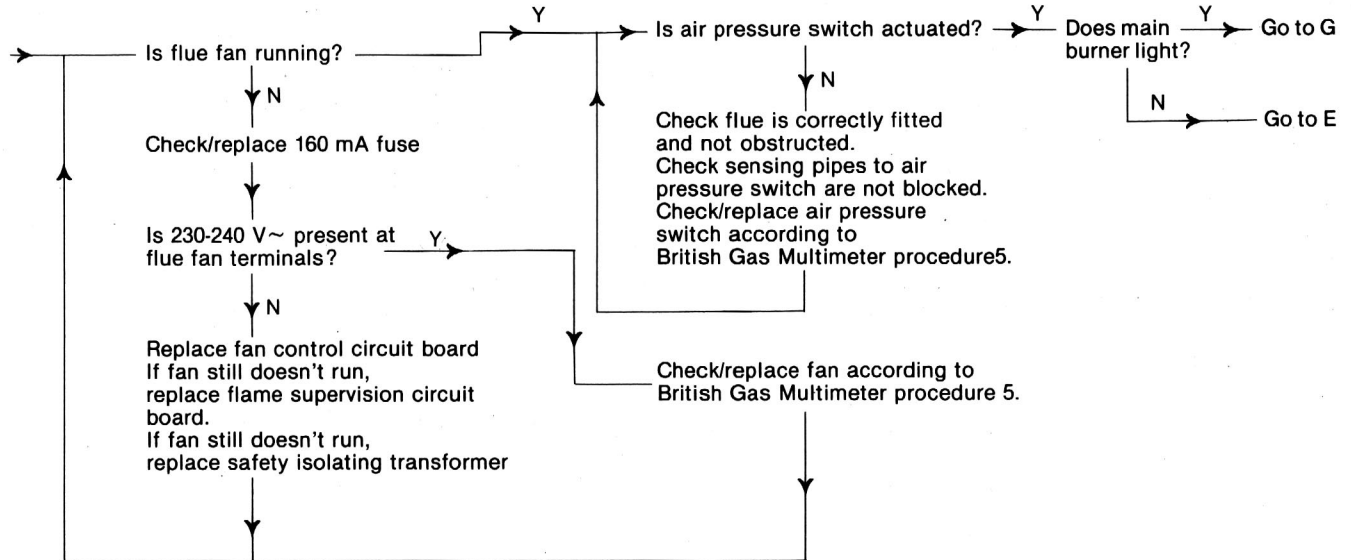 Is flue fan running?
Y
Is air pressure switch actuated?
Y
Does main
burner light?
Y
Go to G
N
Go to E
N
Check flue is correctly fitted
and not obstructed.
Check sensing pipes to air
pressure switch are not blocked.
Check/replace air pressure
switch according to
British Gas Multimeter procedure5.
N
Check/replace 160 mA fuse
Is 230-240 V~ present at
flue fan terminals?
Y
N
Replace fan control circuit board
If fan still doesn't run,
replace flame supervision circuit
board.
If fan still doesn't run,
replace safety isolating transformer
Check/replace fan according to
British Gas Multimeter procedure 5.